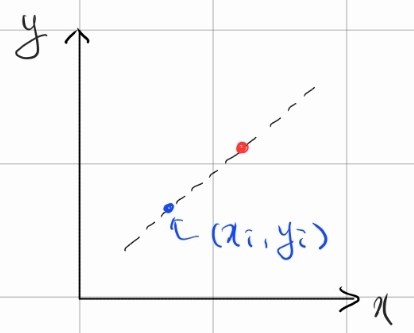 y
(xᵢ, yᵢ)
x